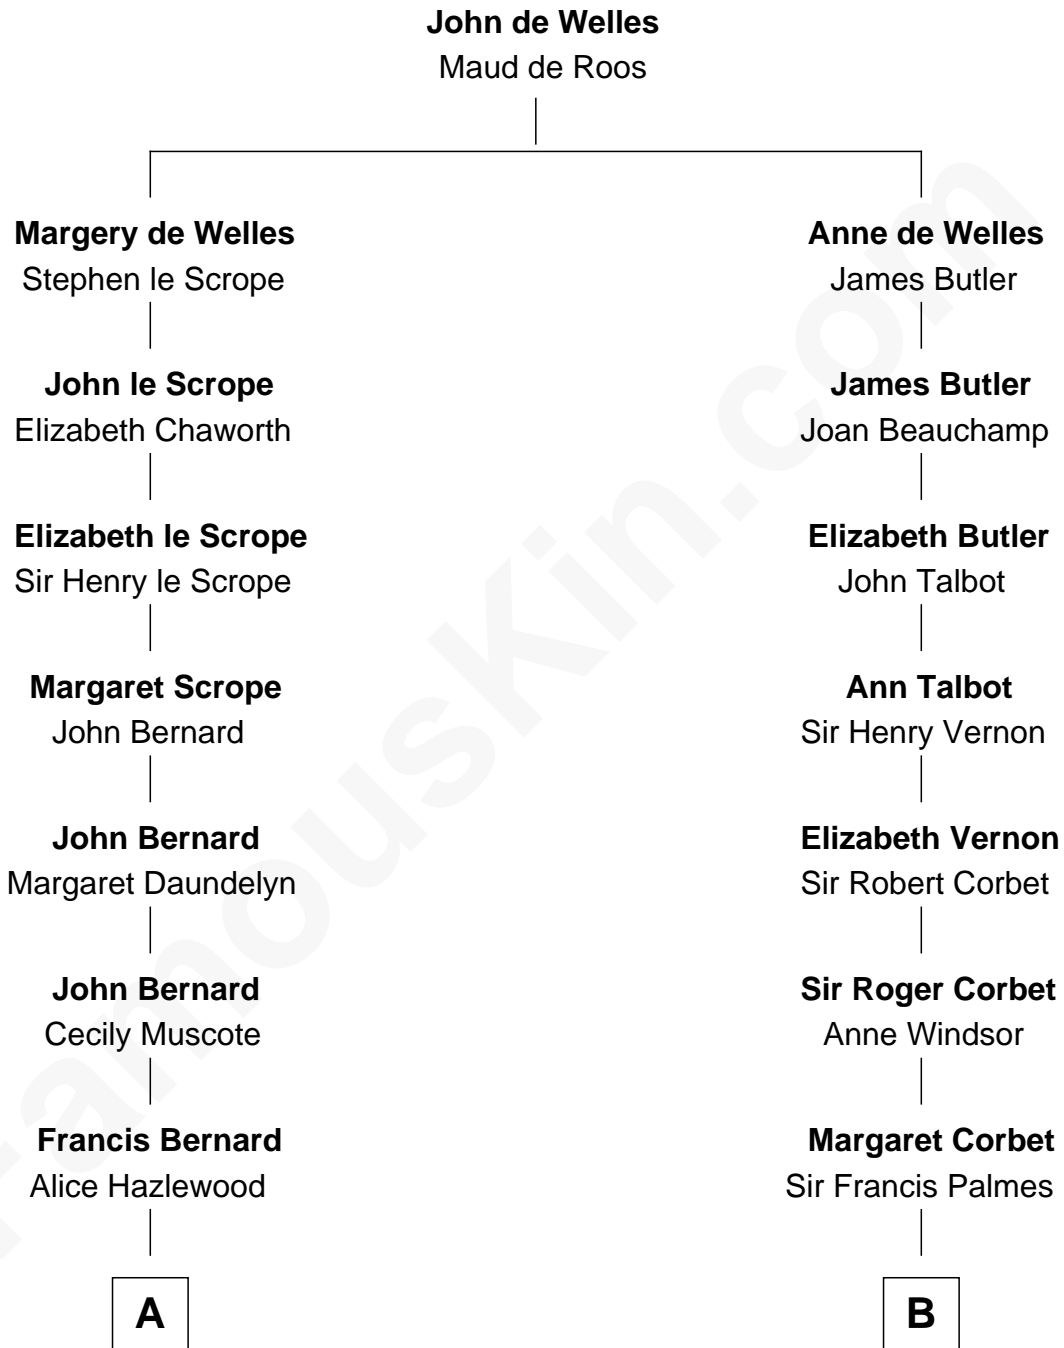 John de Welles
Maud de Roos
Margery de Welles
Stephen le Scrope
Anne de Welles
James Butler
John le Scrope
Elizabeth Chaworth
James Butler
Joan Beauchamp
Elizabeth le Scrope
Sir Henry le Scrope
Elizabeth Butler
John Talbot
Margaret Scrope
John Bernard
Ann Talbot
Sir Henry Vernon
John Bernard
Margaret Daundelyn
Elizabeth Vernon
Sir Robert Corbet
John Bernard
Cecily Muscote
Sir Roger Corbet
Anne Windsor
Francis Bernard
Alice Hazlewood
Margaret Corbet
Sir Francis Palmes
A
B
FamousKin.com